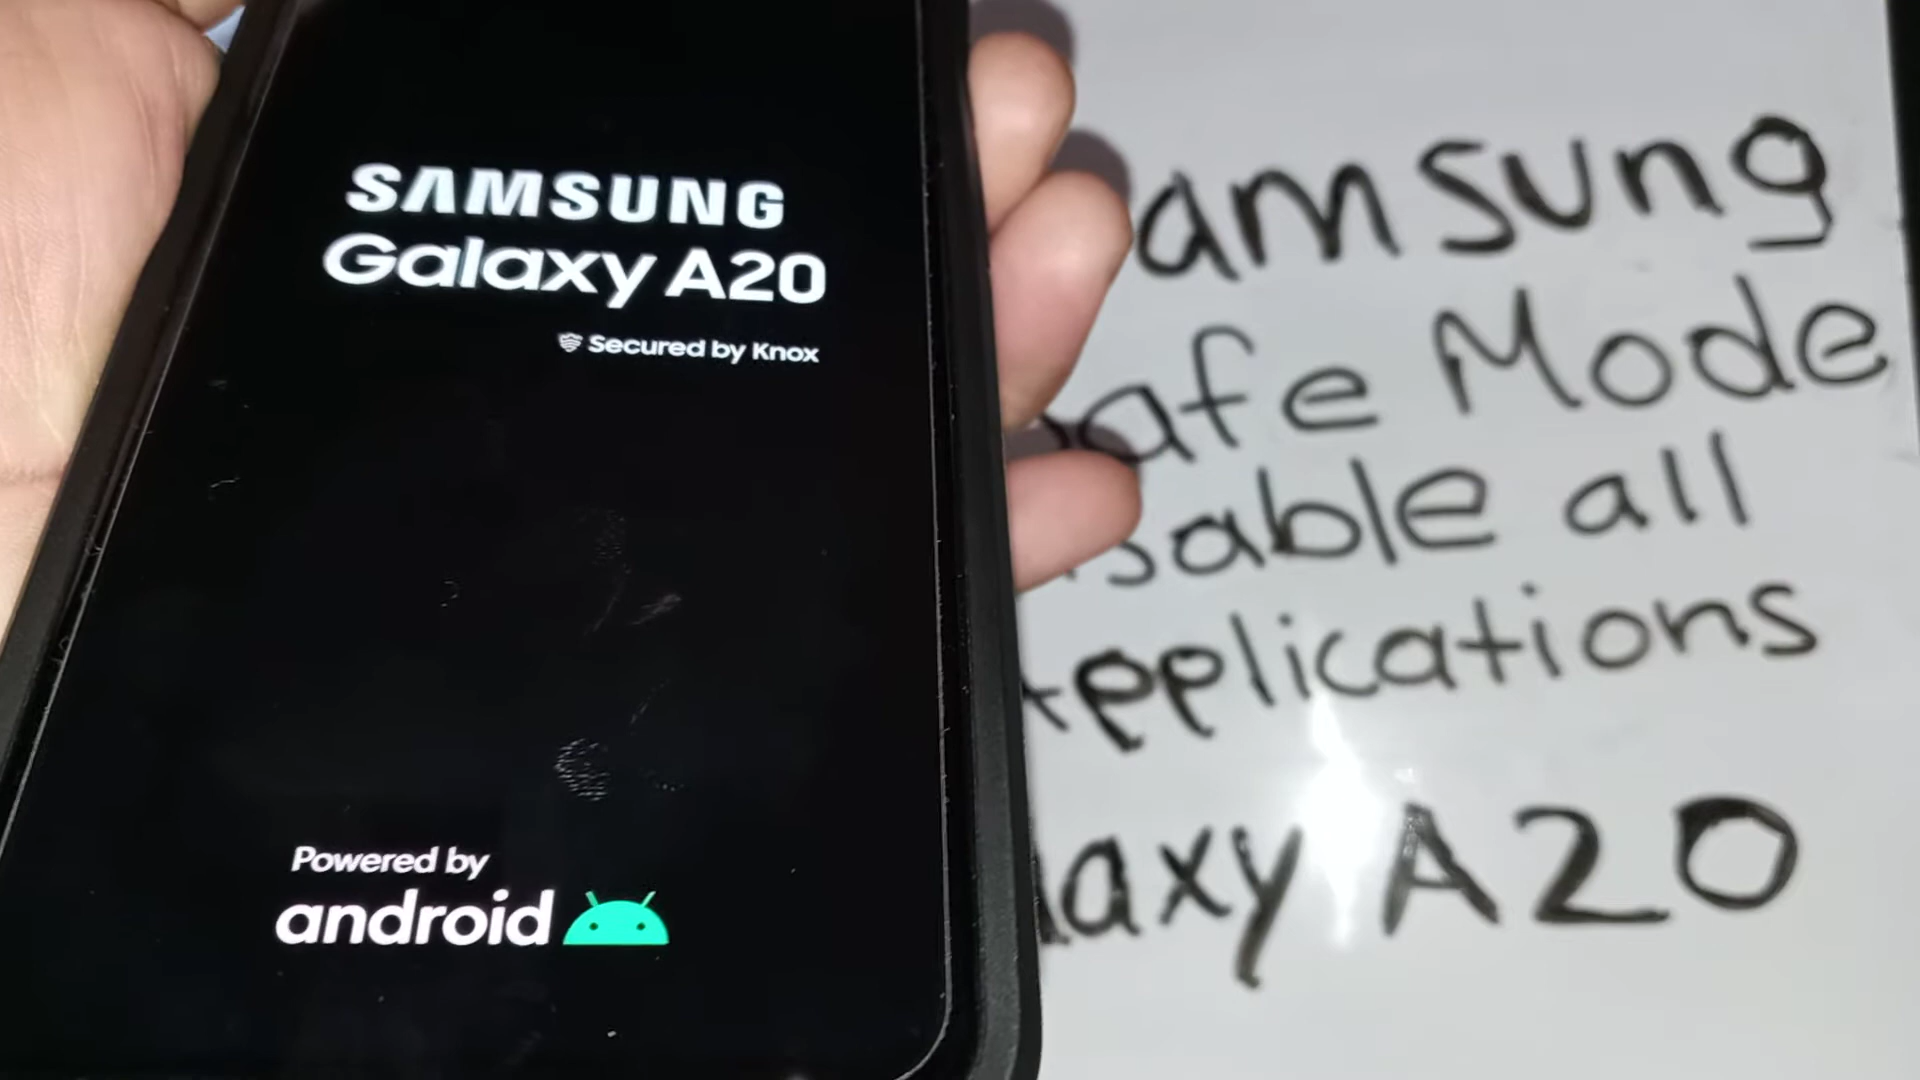 SAMSUNG
Galaxy A20
Secured by Knox
Powered by
android
amsung
afe Mode
sable all
pplications
laxy A20